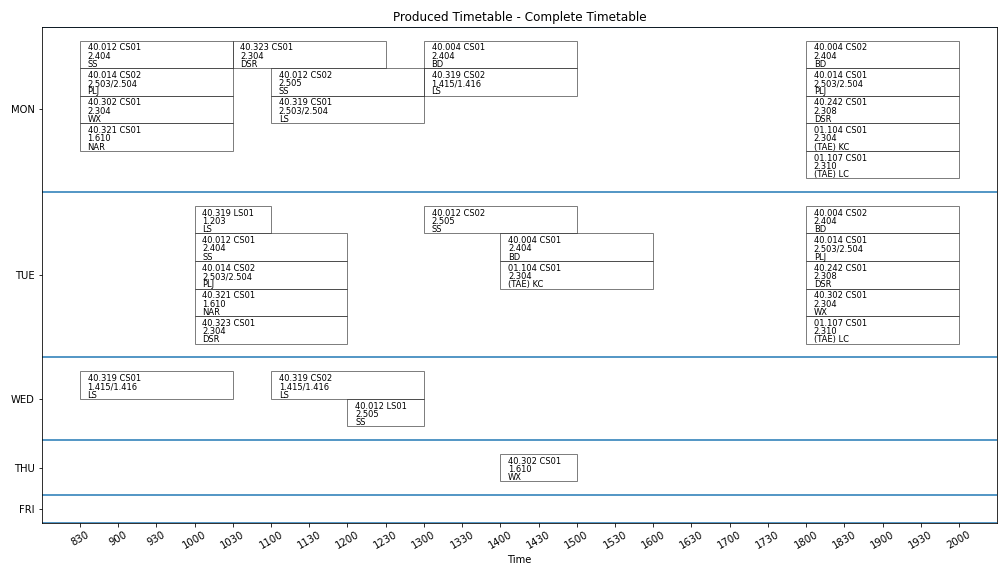 Produced Timetable - Complete Timetable
MON
40.012 CS01
2.404
SS
40.323 CS01
2.304
DSR
40.004 CS01
2.404
BD
40.004 CS02
2.404
BD
40.014 CS02
2.503/2.504
PLJ
40.012 CS02
2.505
SS
40.319 CS02
1.415/1.416
LS
40.014 CS01
2.503/2.504
PLJ
40.302 CS01
2.304
WX
40.319 CS01
2.503/2.504
LS
40.242 CS01
2.308
DSR
40.321 CS01
1.610
NAR
01.104 CS01
2.304
(TAE) KC
01.107 CS01
2.310
(TAE) LC
TUE
40.319 LS01
1.203
LS
40.012 CS02
2.505
SS
40.004 CS02
2.404
BD
40.012 CS01
2.404
SS
40.004 CS01
2.404
BD
40.014 CS01
2.503/2.504
PLJ
40.014 CS02
2.503/2.504
PLJ
01.104 CS01
2.304
(TAE) KC
40.242 CS01
2.308
DSR
40.321 CS01
1.610
NAR
40.302 CS01
2.304
WX
40.323 CS01
2.304
DSR
01.107 CS01
2.310
(TAE) LC
WED
40.319 CS01
1.415/1.416
LS
40.319 CS02
1.415/1.416
LS
40.012 LS01
2.505
SS
THU
40.302 CS01
1.610
WX
FRI
830 900 930 1000 1030 1100 1130 1200 1230 1300 1330 1400 1430 1500 1530 1600 1630 1700 1730 1800 1830 1900 1930 2000
Time